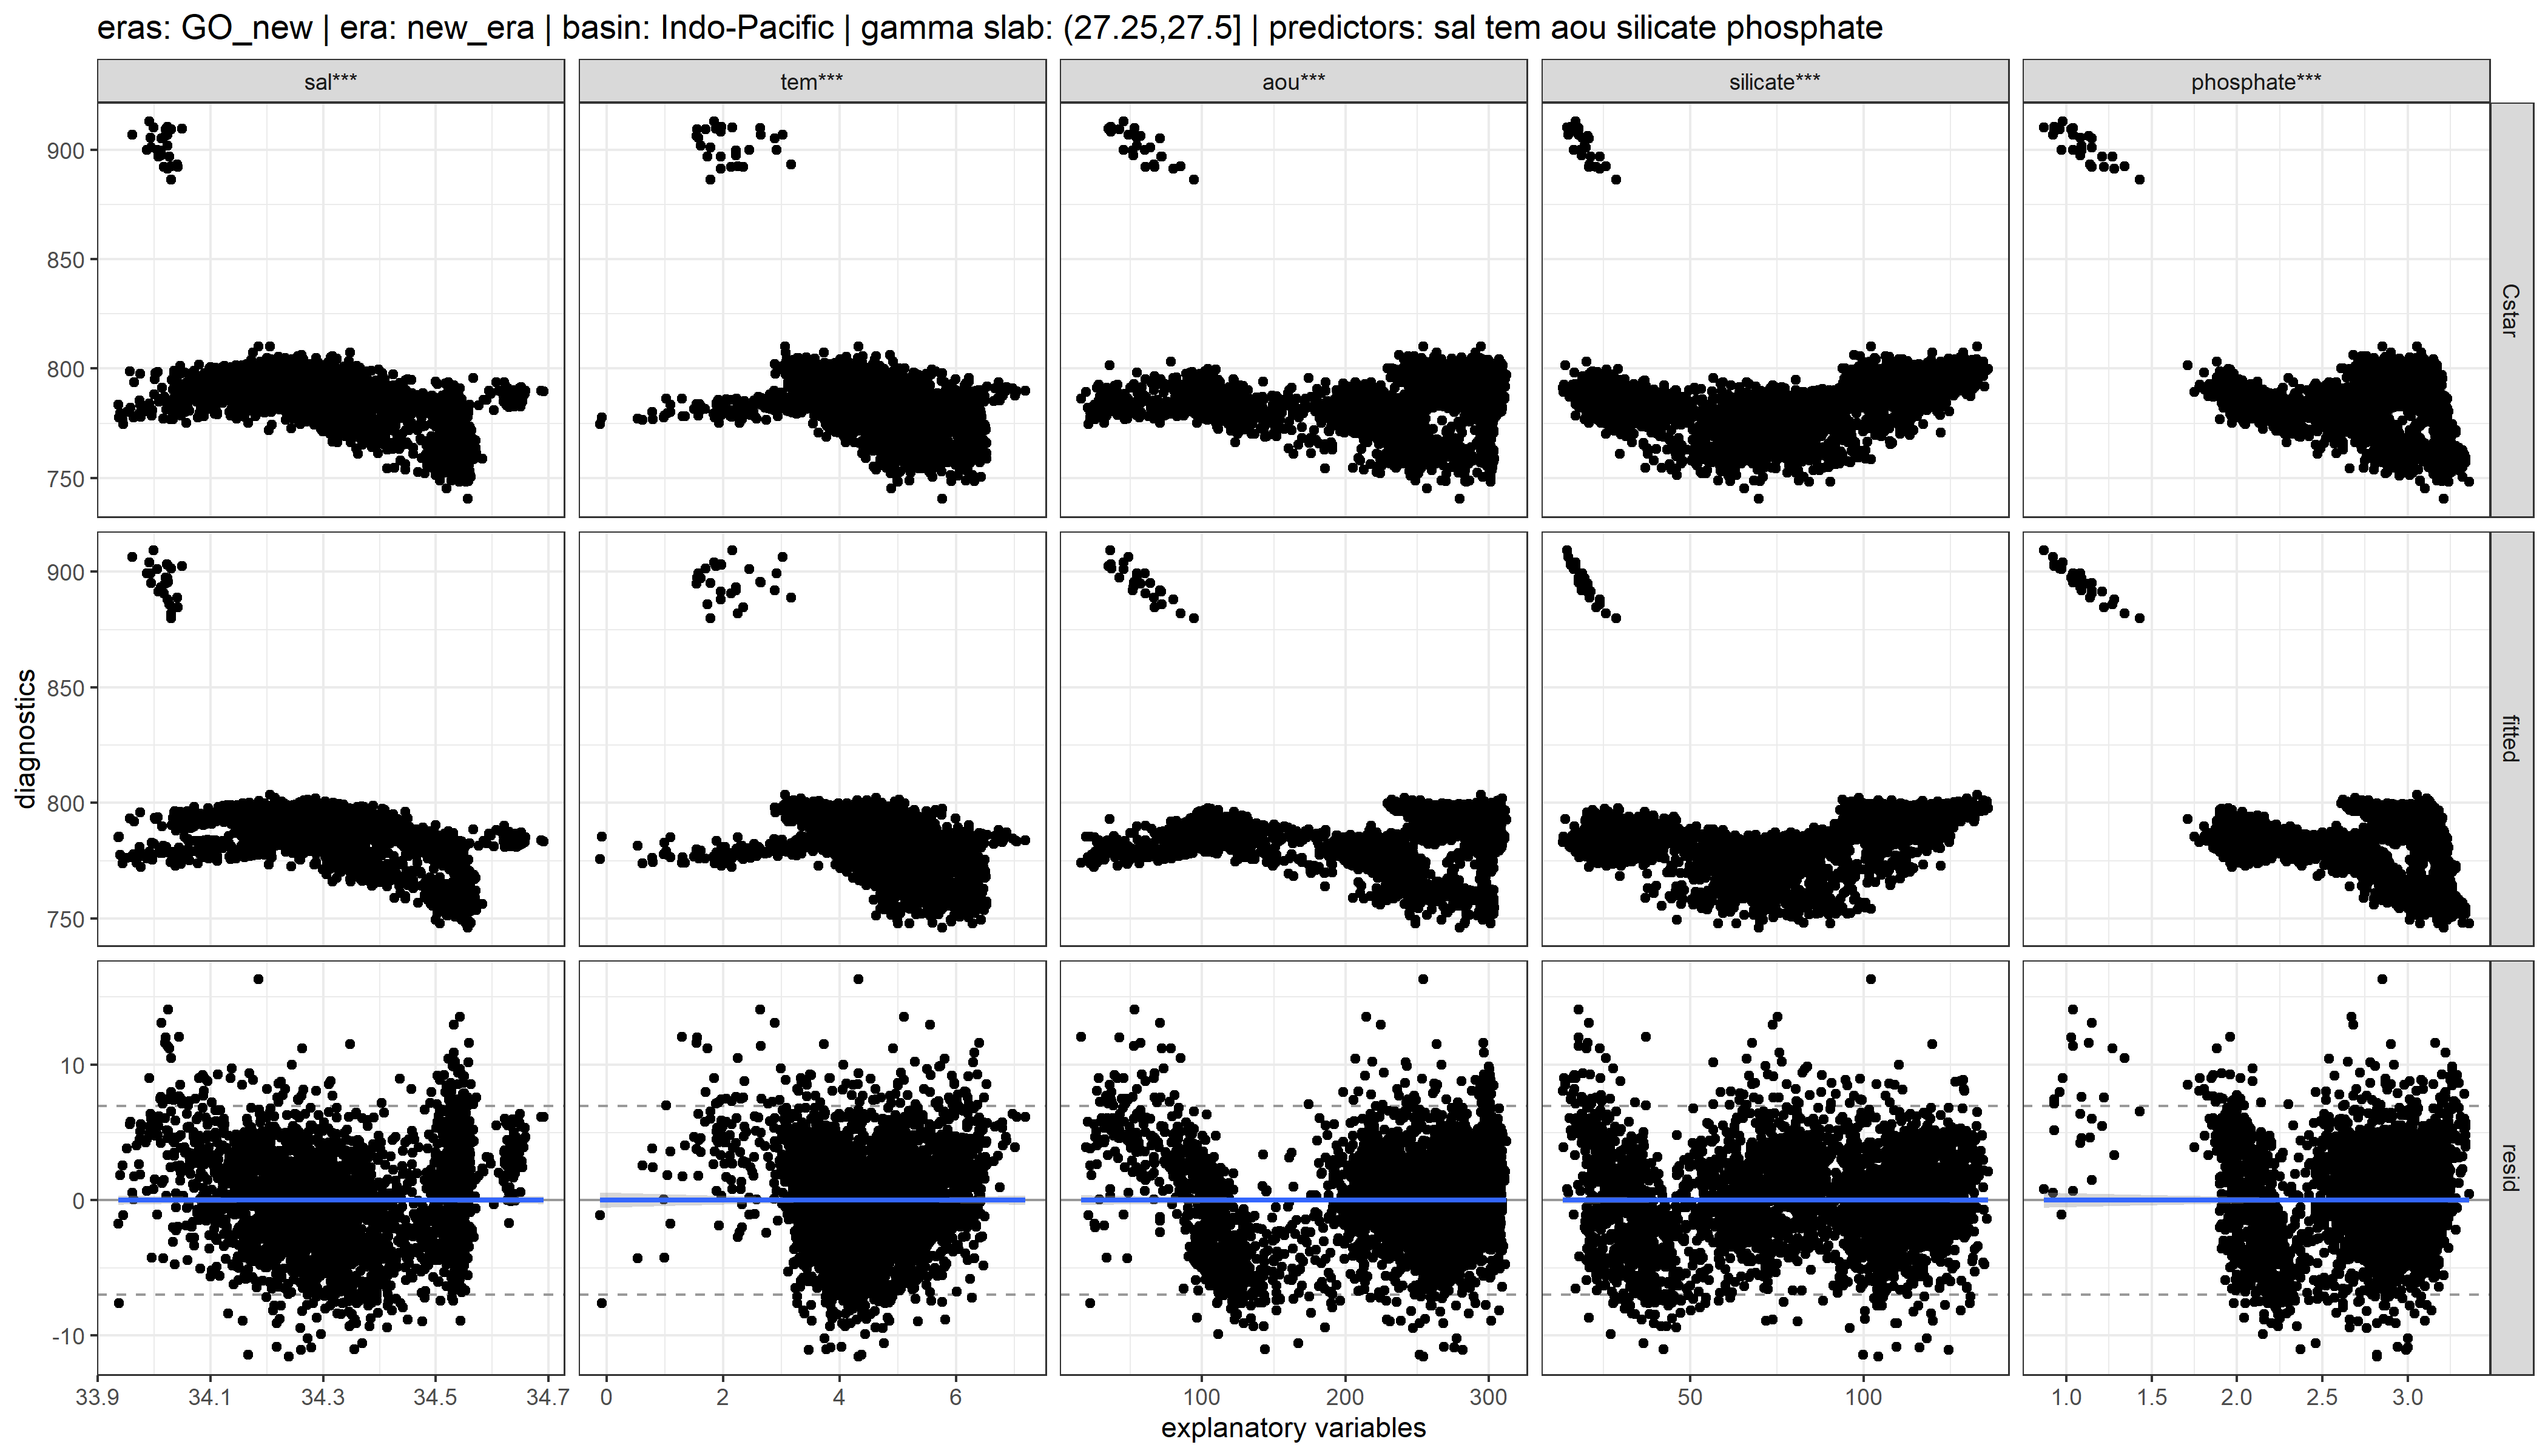 eras: GO_new | era: new_era | basin: Indo-Pacific | gamma slab: (27.25,27.5] | predictors: sal tem aou silicate phosphate
sal*** tem*** aou*** silicate*** phosphate***
900
850
800
750
Cstar
900
850
800
750
fitted
10
0
-10
resid
diagnostics
33.9 34.1 34.3 34.5 34.7 0 2 4 6 100 200 300 50 100 1.0 1.5 2.0 2.5 3.0
explanatory variables